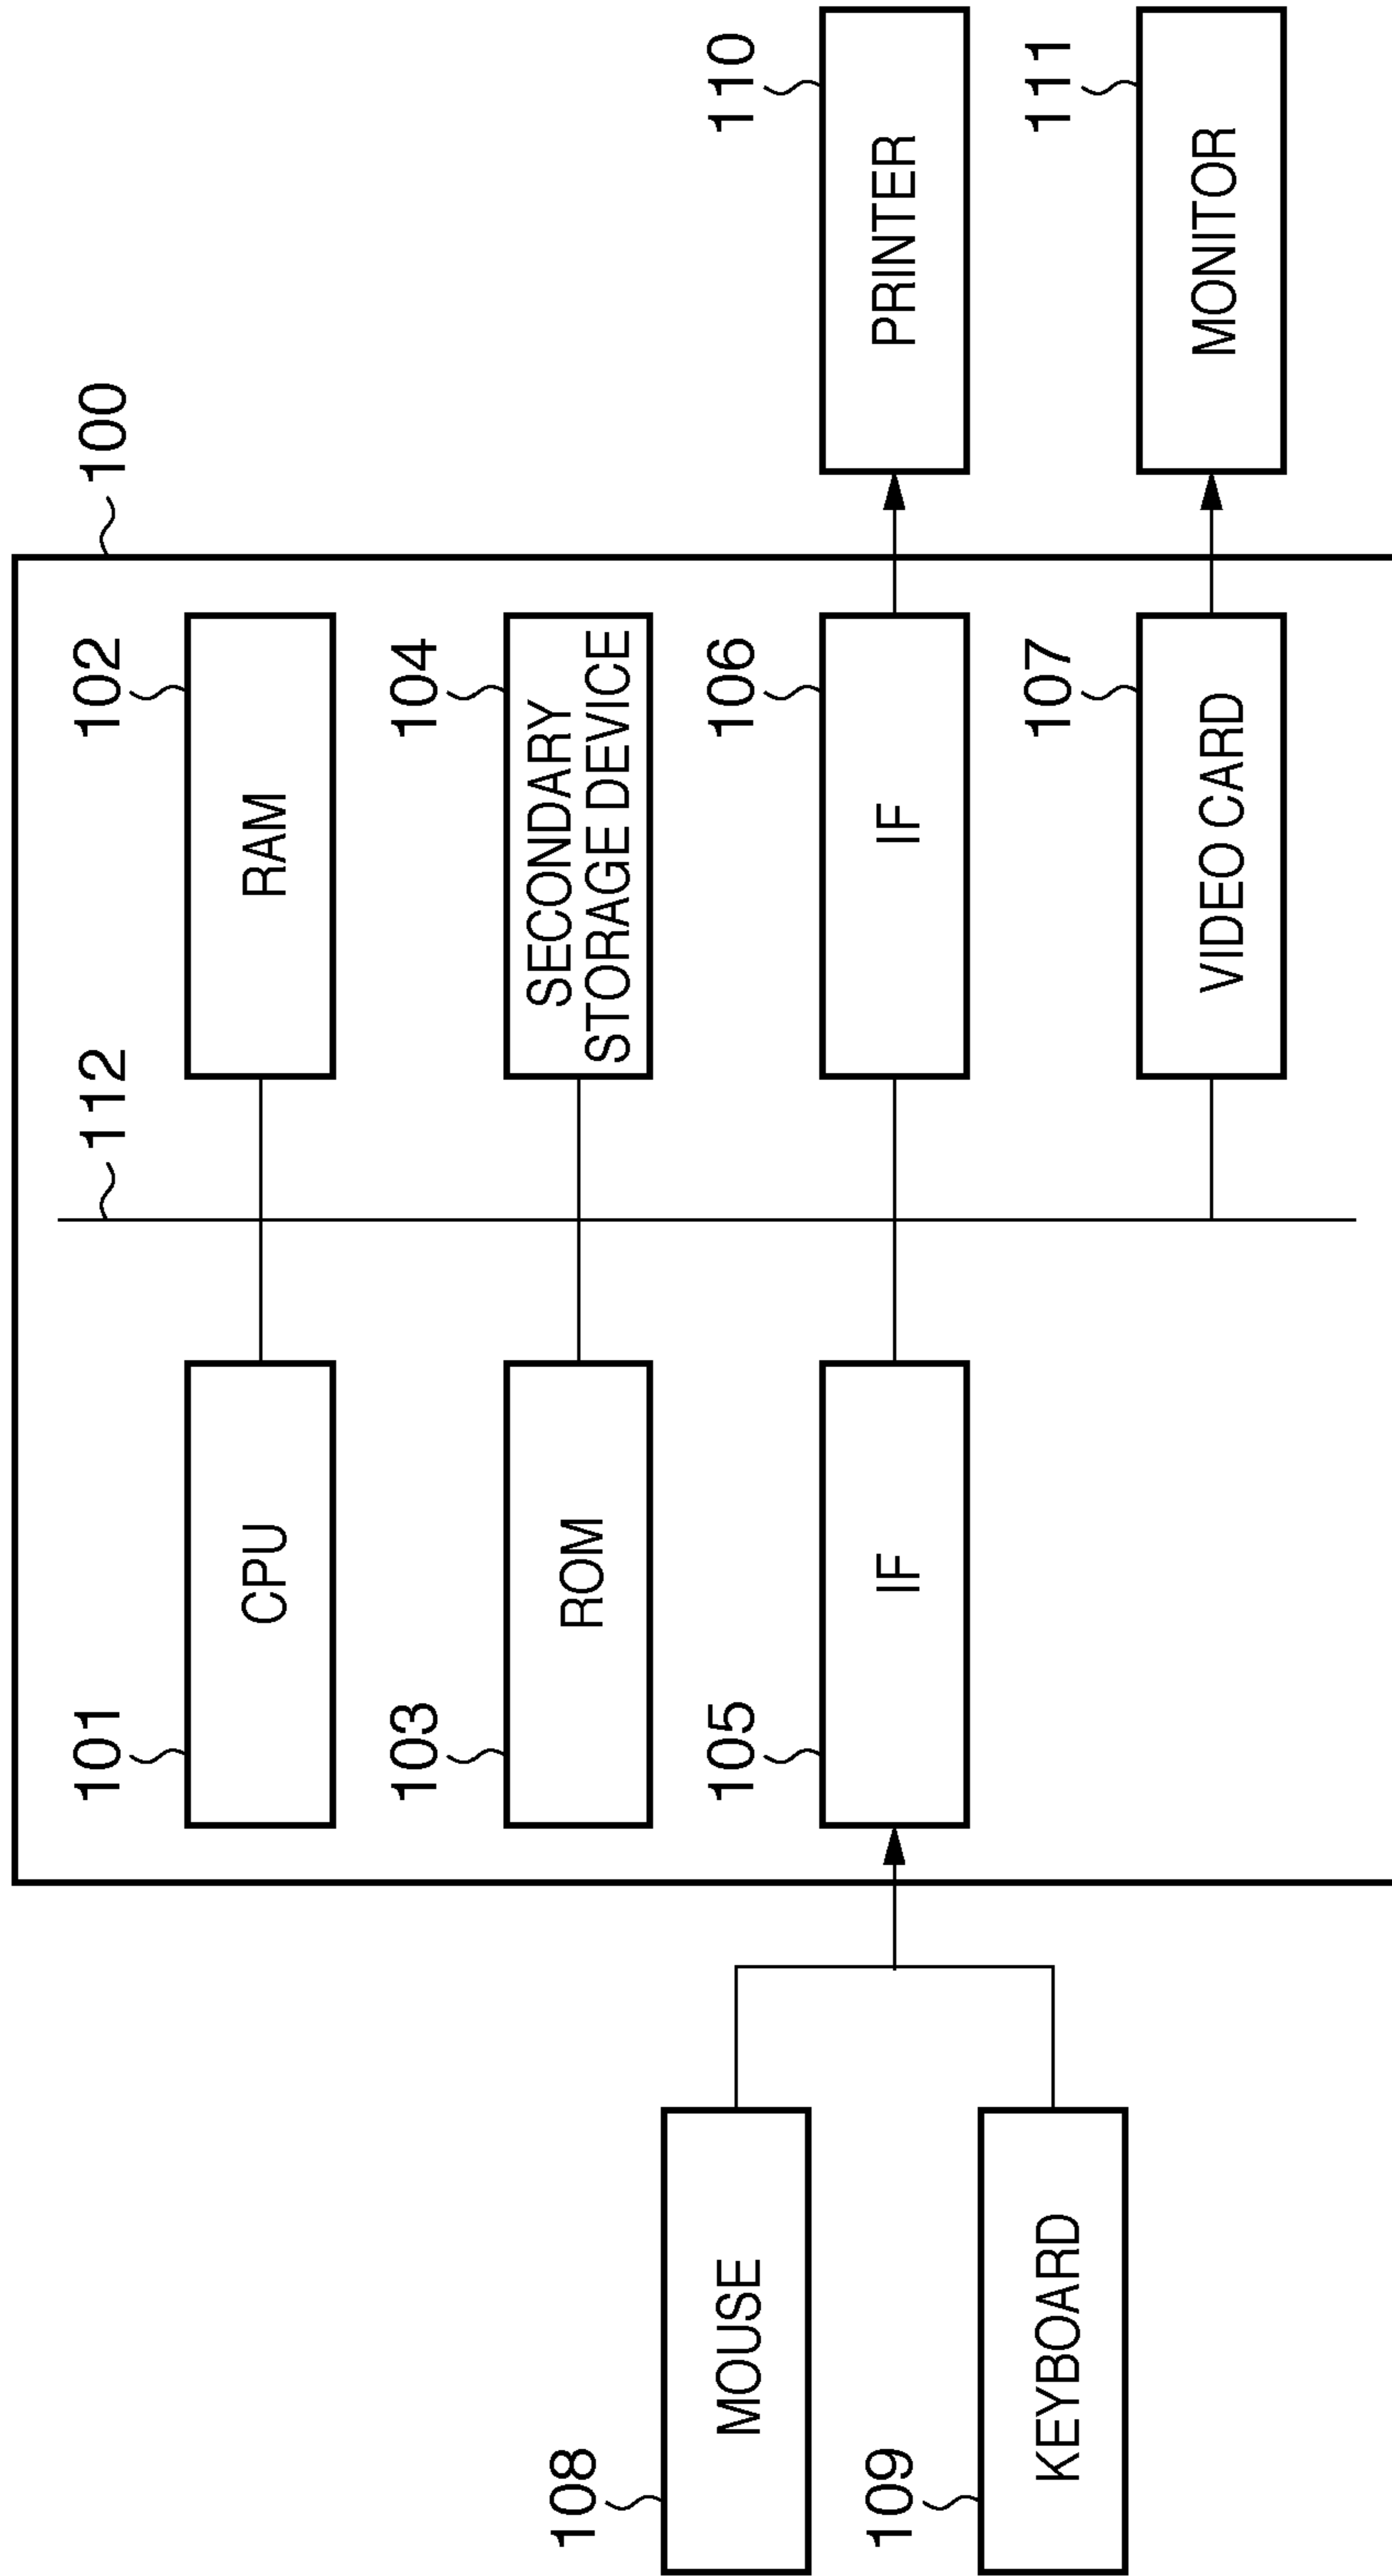 100
112
101
CPU
102
RAM
103
ROM
104
SECONDARY
STORAGE DEVICE
108
MOUSE
105
IF
106
IF
110
PRINTER
109
KEYBOARD
107
VIDEO CARD
111
MONITOR